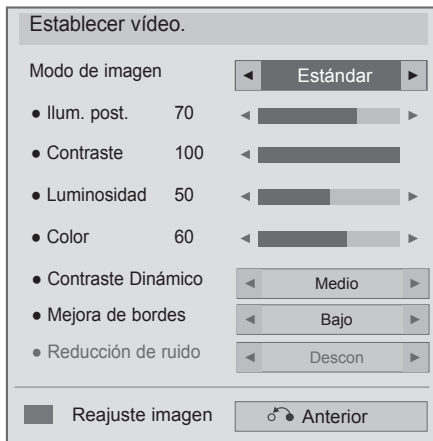 Establecer vídeo.
Modo de imagen ◄ Estándar ►
● Ilum. post. 70 ◄ ►
● Contraste 100 ◄
● Luminosidad 50 ◄ ►
● Color 60 ◄ ►
● Contraste Dinámico ◄ Medio ►
● Mejora de bordes ◄ Bajo ►
● Reducción de ruido ◄ Descon ►
Reajuste imagen Anterior